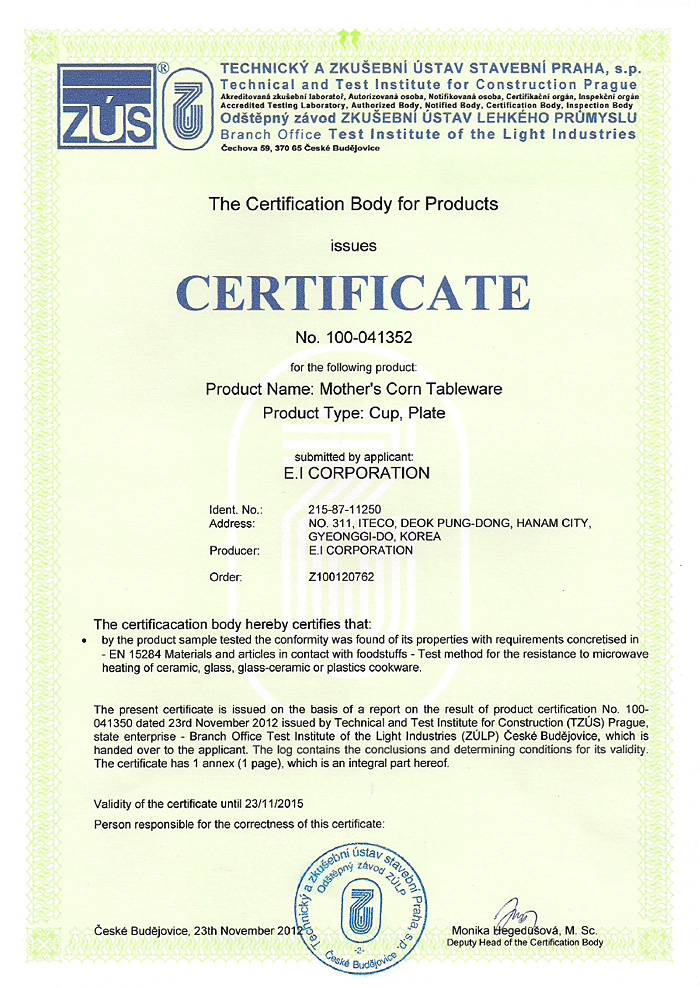 ZÚS
®
TECHNICKÝ A ZKUŠEBNÍ ÚSTAV STAVEBNÍ PRAHA, s.p.
Technical and Test Institute for Construction Prague
Akreditovaná zkušební laboratoř, Autorizovaná osoba, Notifikovaná osoba, Certifikační orgán, Inspekční orgán
Accredited Testing Laboratory, Authorized Body, Notified Body, Certification Body, Inspection Body
Odštěpný závod ZKUŠEBNÍ ÚSTAV LEHKÉHO PRŮMYSLU
Branch Office Test Institute of the Light Industries
Čechova 59, 370 65 České Budějovice
The Certification Body for Products
issues
CERTIFICATE
No. 100-041352
for the following product:
Product Name: Mother's Corn Tableware
Product Type: Cup, Plate
submitted by applicant:
E.I CORPORATION
Ident. No.: 215-87-11250
Address: NO. 311, ITECO, DEOK PUNG-DONG, HANAM CITY,
GYEONGGI-DO, KOREA
Producer: E.I CORPORATION
Order: Z100120762
The certificacation body hereby certifies that:
• by the product sample tested the conformity was found of its properties with requirements concretised in
- EN 15284 Materials and articles in contact with foodstuffs - Test method for the resistance to microwave
heating of ceramic, glass, glass-ceramic or plastics cookware.
The present certificate is issued on the basis of a report on the result of product certification No. 100-
041350 dated 23rd November 2012 issued by Technical and Test Institute for Construction (TZÚS) Prague,
state enterprise - Branch Office Test Institute of the Light Industries (ZÚLP) České Budějovice, which is
handed over to the applicant. The log contains the conclusions and determining conditions for its validity.
The certificate has 1 annex (1 page), which is an integral part hereof.
Validity of the certificate until 23/11/2015
Person responsible for the correctness of this certificate:
Technický a zkušební ústav stavební Praha, s.p.
Odštěpný závod ZÚLP
-2-
České Budějovice
České Budějovice, 23th November 2012
Monika Hegedüšová, M. Sc.
Deputy Head of the Certification Body